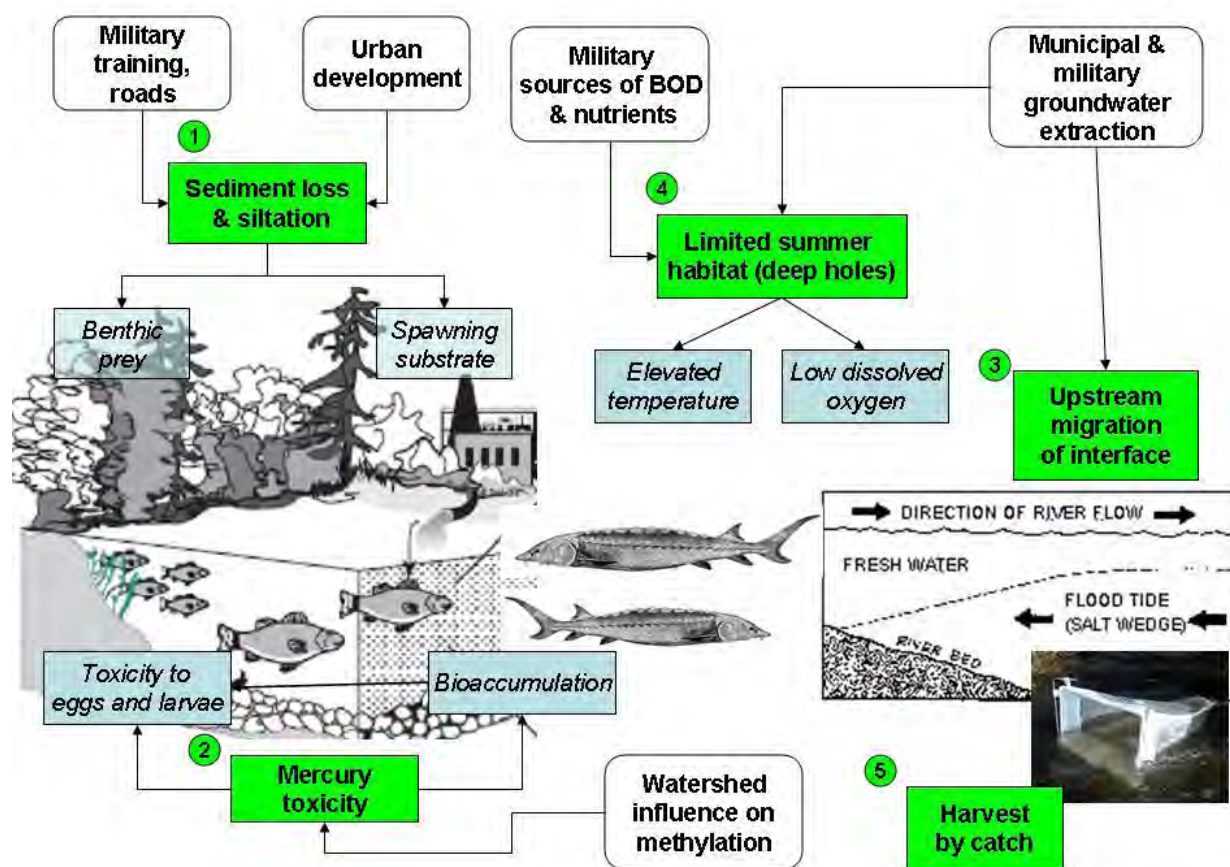 Military
training,
roads
Urban
development
Military
sources of BOD
& nutrients
Municipal &
military
groundwater
extraction
1
Sediment loss
& siltation
4
Limited summer
habitat (deep holes)
Benthic
prey
Spawning
substrate
Elevated
temperature
Low dissolved
oxygen
3
Upstream
migration
of interface
DIRECTION OF RIVER FLOW
FRESH WATER
FLOOD TIDE
(SALT WEDGE)
RIVER BED
Toxicity to
eggs and larvae
Bioaccumulation
2
Mercury
toxicity
Watershed
influence on
methylation
5
Harvest
by catch